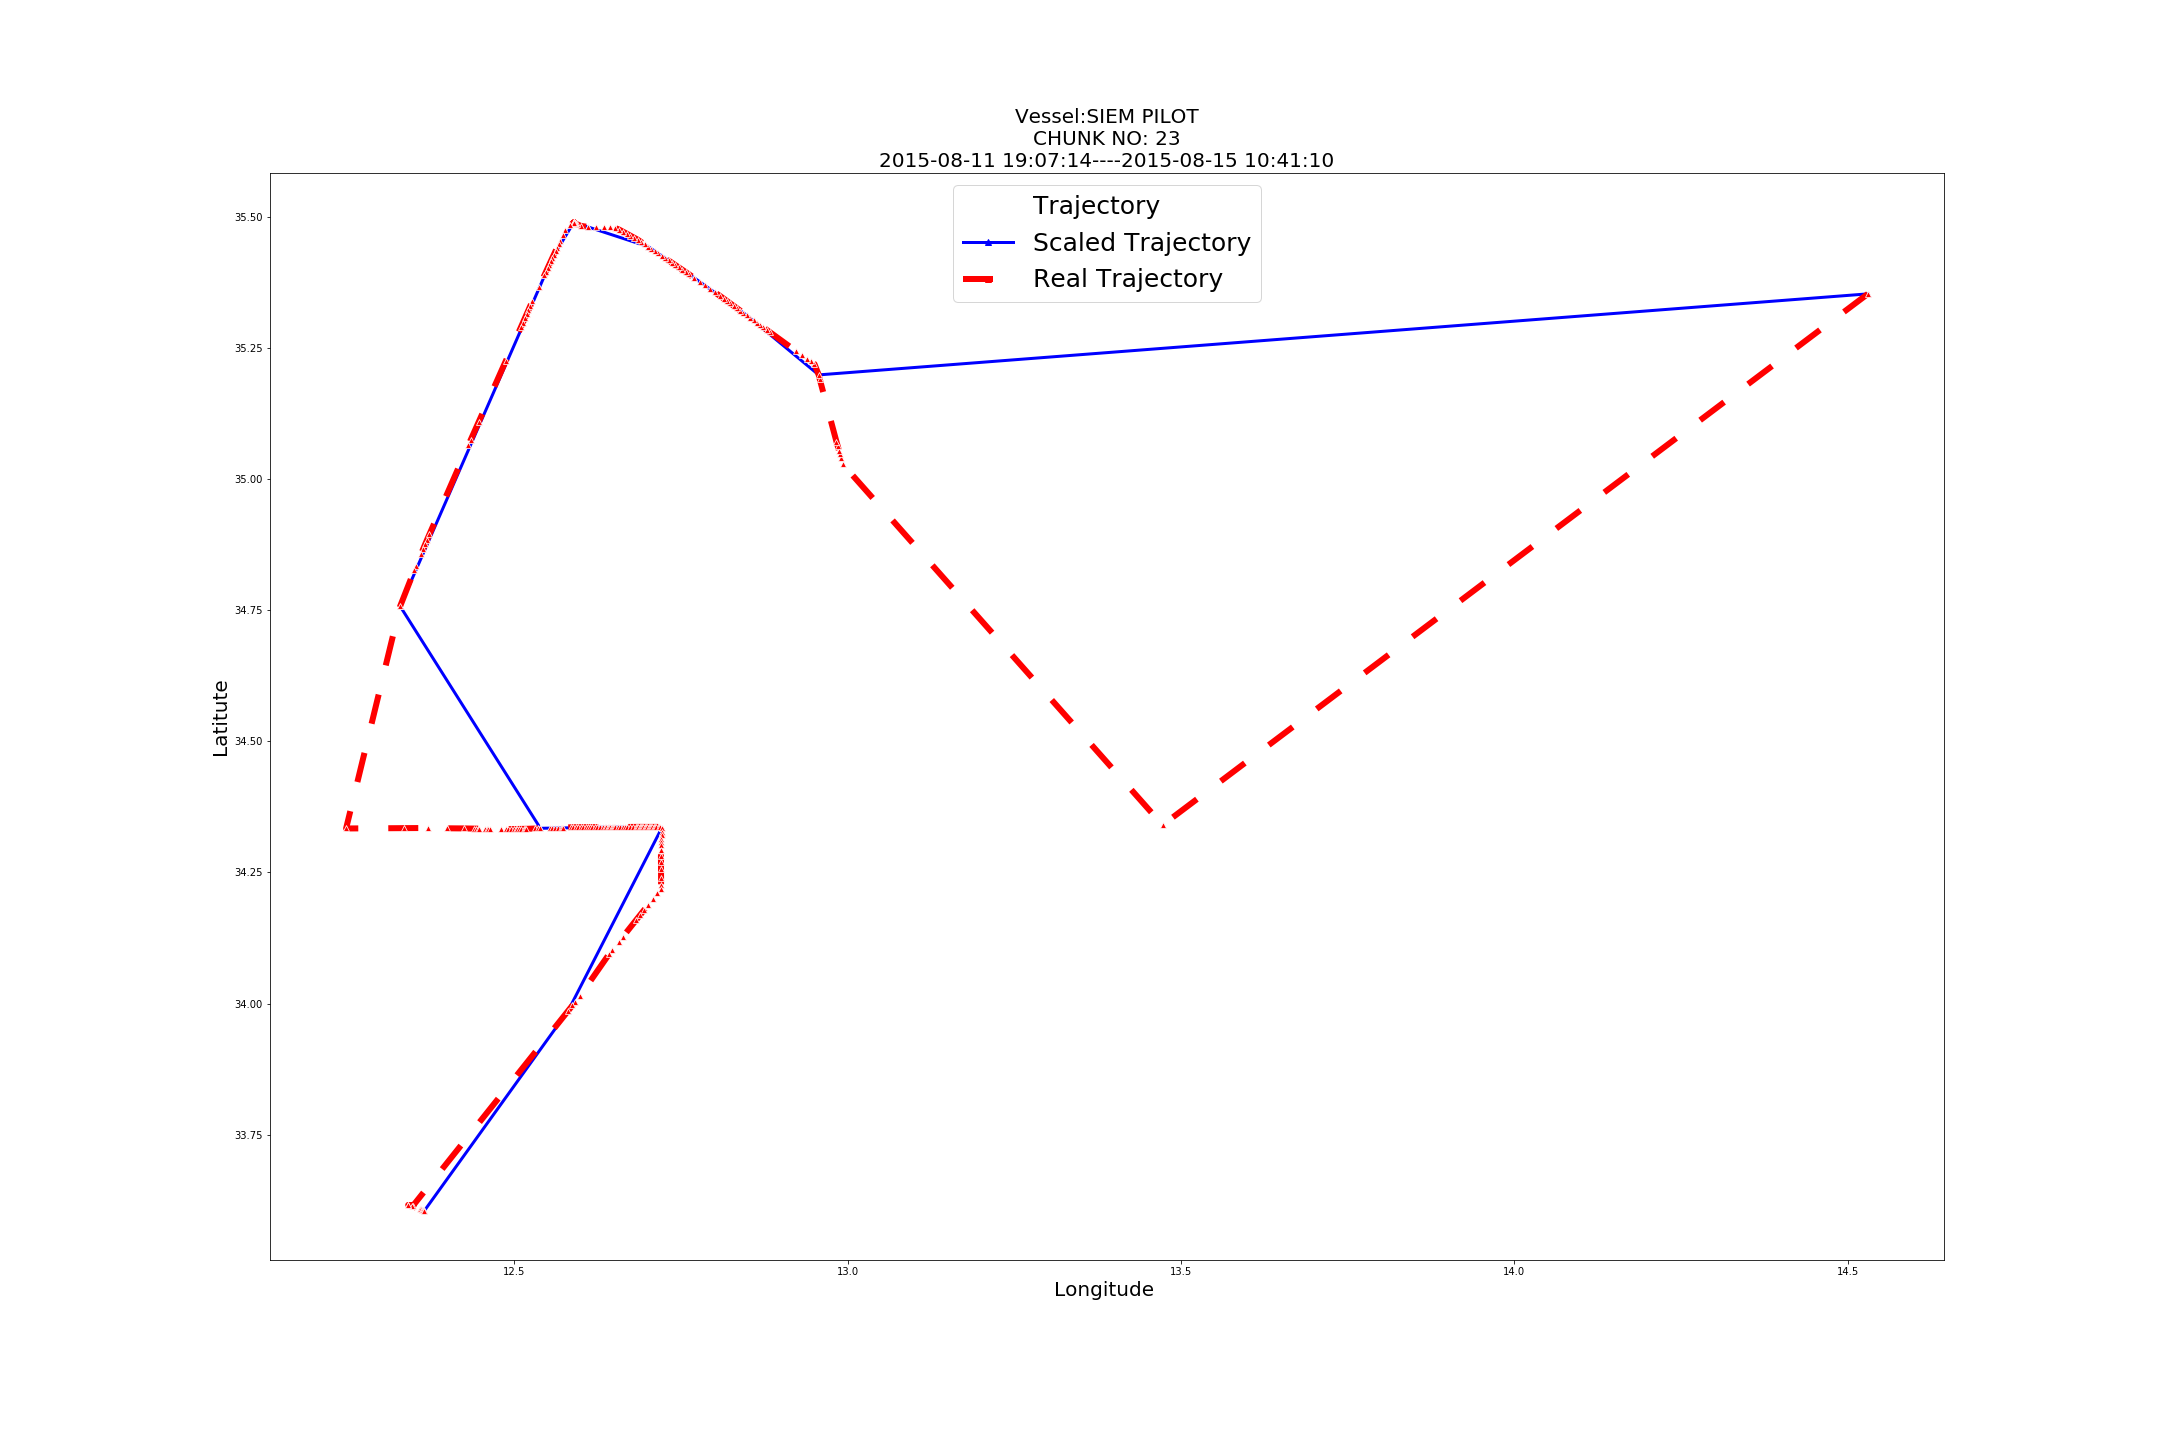 Vessel:SIEM PILOT
CHUNK NO: 23
2015-08-11 19:07:14----2015-08-15 10:41:10
Trajectory
Scaled Trajectory
Real Trajectory
35.50
35.25
35.00
34.75
34.50
34.25
34.00
33.75
Latitute
12.5
13.0
13.5
14.0
14.5
Longitude